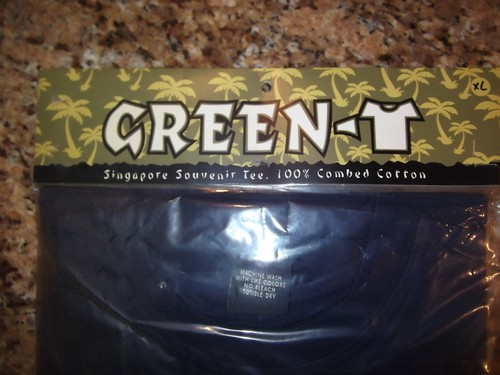 XL
GREEN-T
Singapore Souvenir Tee. 100% Combed Cotton
MACHINE WASH
WITH LIKE COLORS
NO BLEACH
TUMBLE DRY